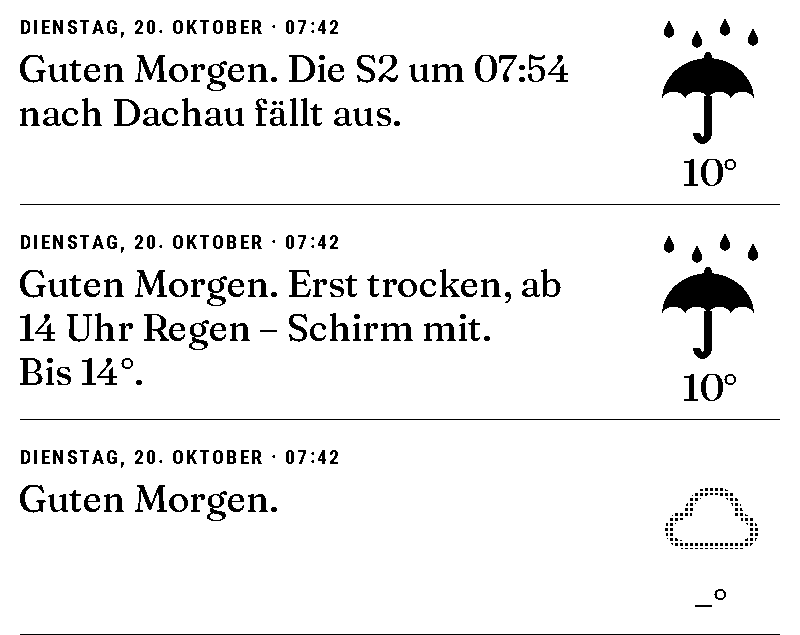 DIENSTAG, 20. OKTOBER · 07:42
Guten Morgen. Die S2 um 07:54
nach Dachau fällt aus.
10°
DIENSTAG, 20. OKTOBER · 07:42
Guten Morgen. Erst trocken, ab
14 Uhr Regen – Schirm mit.
Bis 14°.
10°
DIENSTAG, 20. OKTOBER · 07:42
Guten Morgen.
_°